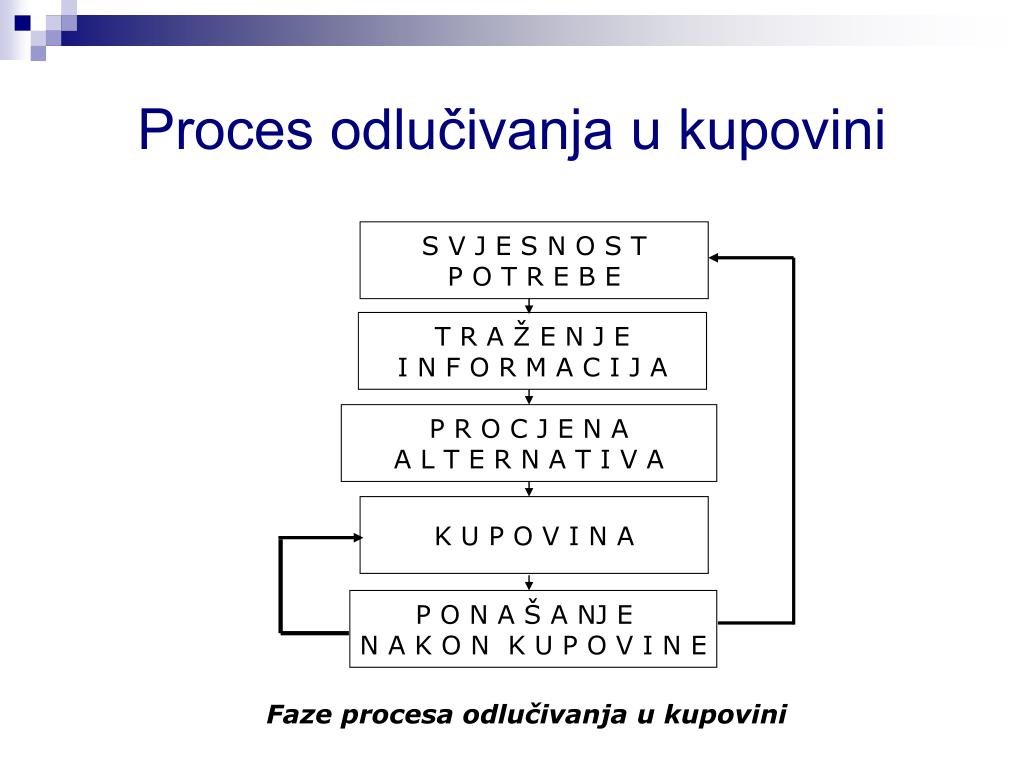 Proces odlučivanja u kupovini
S V J E S N O S T
P O T R E B E
T R A Ž E N J E
I N F O R M A C I J A
P R O C J E N A
A L T E R N A T I V A
K U P O V I N A
P O N A Š A NJ E
N A K O N K U P O V I N E
Faze procesa odlučivanja u kupovini